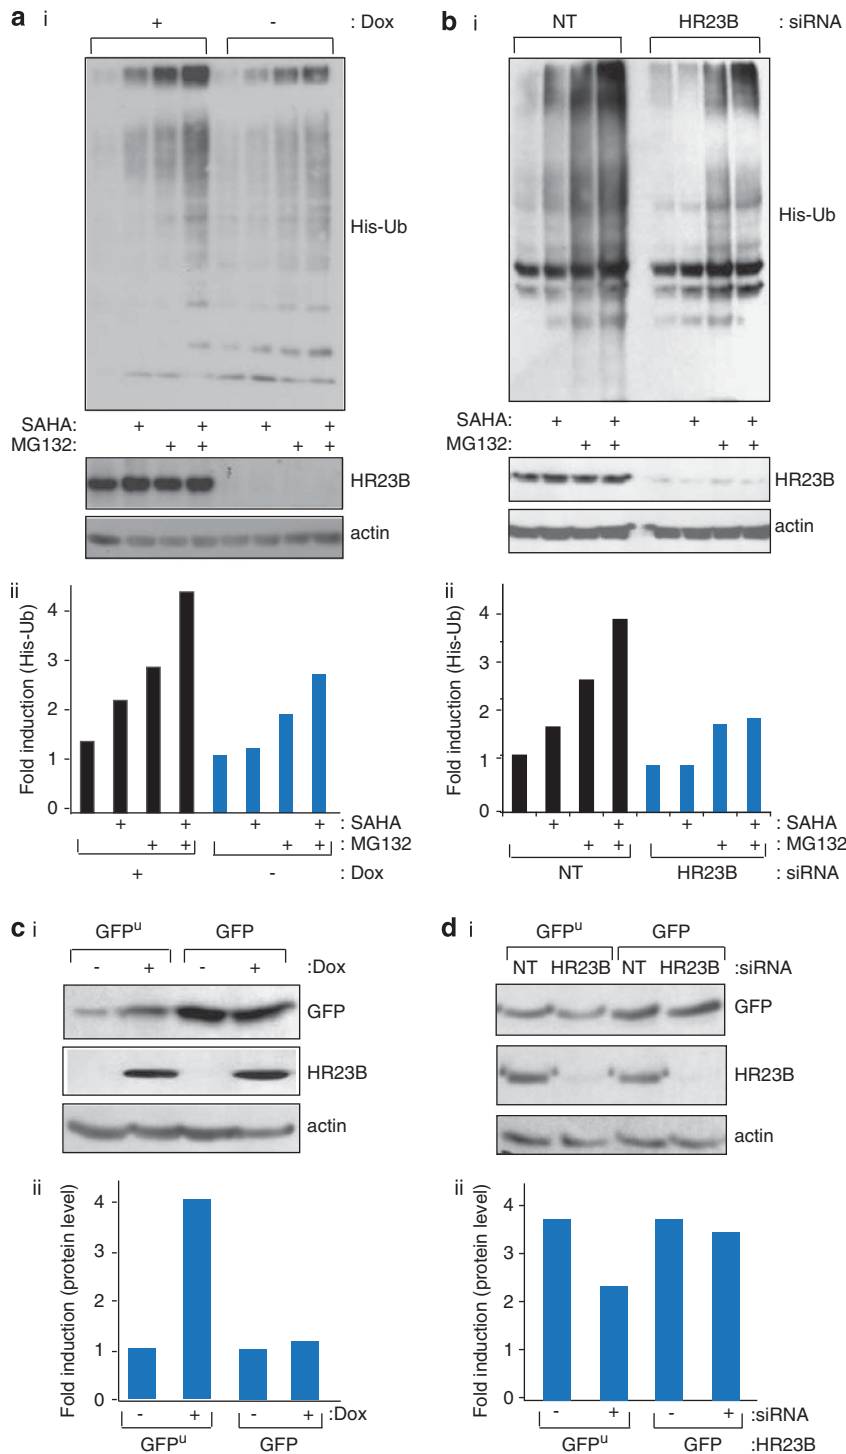 a i
+ - : Dox
His-Ub
SAHA: + + + +
MG132: + + + +
HR23B
actin
ii
Fold induction (His-Ub)
4
3
2
1
0
+ + + + : SAHA
+ + + + : MG132
+ - : Dox
b i
NT HR23B : siRNA
His-Ub
SAHA: + + + +
MG132: + + + +
HR23B
actin
ii
Fold induction (His-Ub)
4
3
2
1
0
+ + + + : SAHA
+ + + + : MG132
NT HR23B : siRNA
c i
GFPᵘ GFP
- + - + :Dox
GFP
HR23B
actin
ii
Fold induction (protein level)
4
3
2
1
0
- + - + :Dox
GFPᵘ GFP
d i
GFPᵘ GFP
NT HR23B NT HR23B :siRNA
GFP
HR23B
actin
ii
Fold induction (protein level)
4
3
2
1
0
- + - + :siRNA
GFPᵘ GFP :HR23B